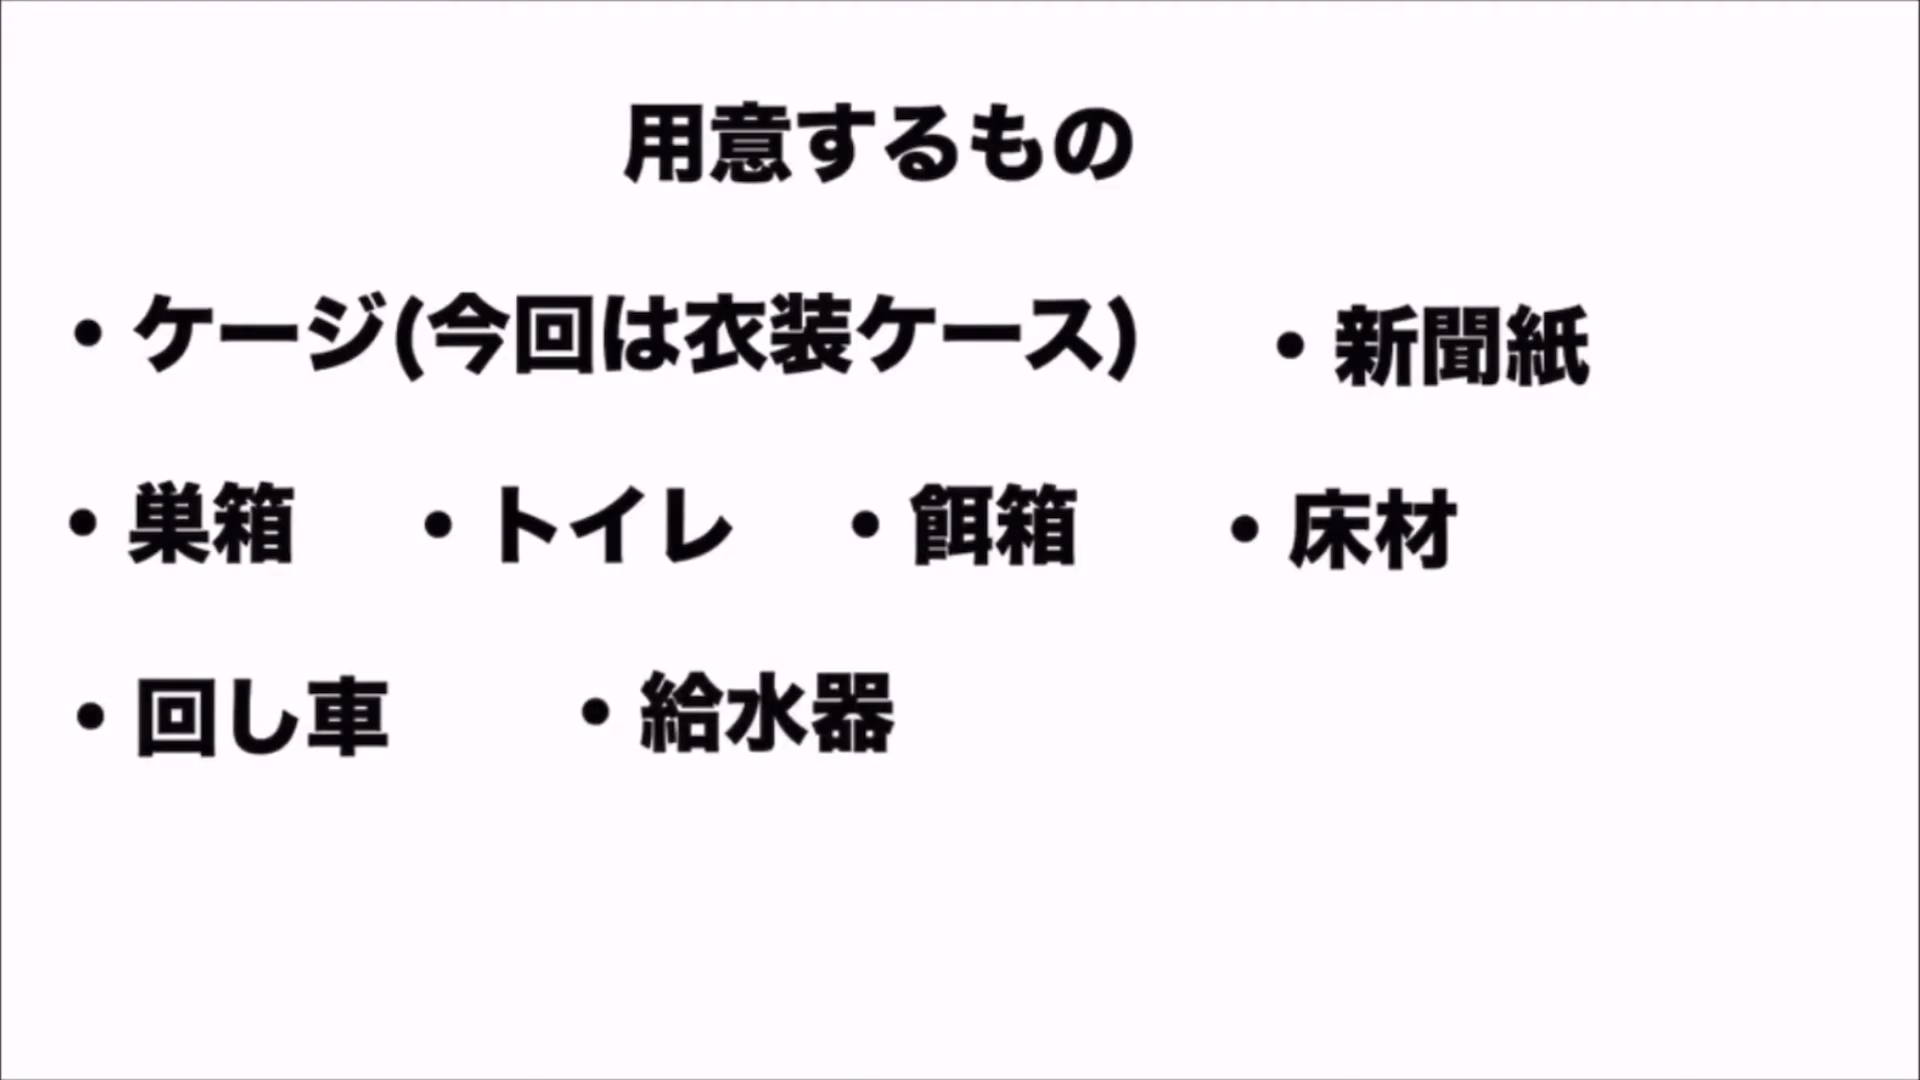 用意するもの
・ケージ(今回は衣装ケース) ・新聞紙
・巣箱 ・トイレ ・餌箱 ・床材
・回し車 ・給水器